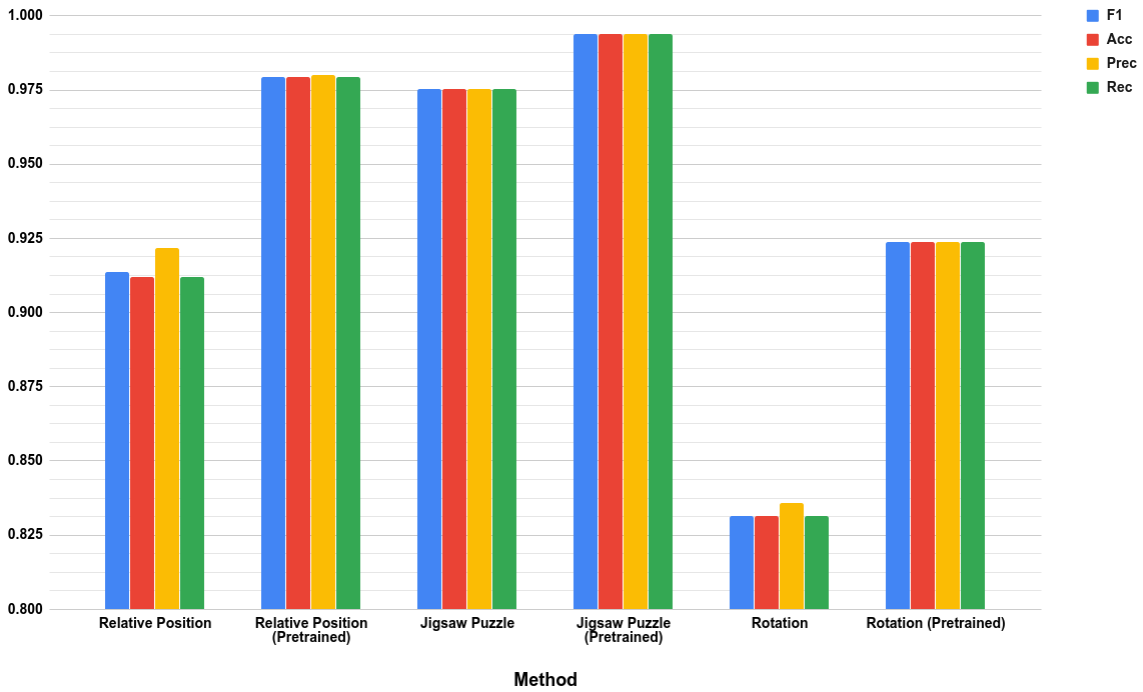 1.000
0.975
0.950
0.925
0.900
0.875
0.850
0.825
0.800
Relative Position
Relative Position
(Pretrained)
Jigsaw Puzzle
Jigsaw Puzzle
(Pretrained)
Rotation
Rotation (Pretrained)
Method
F1
Acc
Prec
Rec